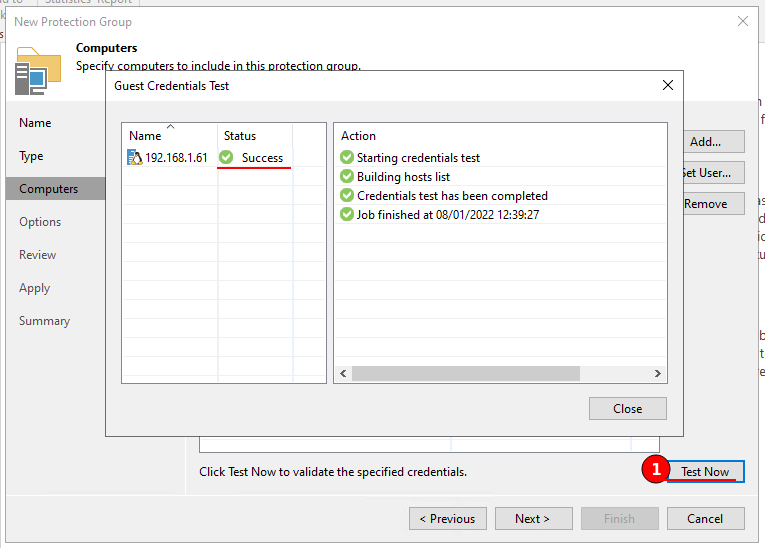 Statistics Report
New Protection Group
Computers
Specify computers to include in this protection group.
Guest Credentials Test
Name
Type
Computers
Options
Review
Apply
Summary
Name Status
192.168.1.61 Success
Action
Starting credentials test
Building hosts list
Credentials test has been completed
Job finished at 08/01/2022 12:39:27
Close
Add...
Set User...
Remove
Click Test Now to validate the specified credentials.
1
Test Now
< Previous Next > Finish Cancel